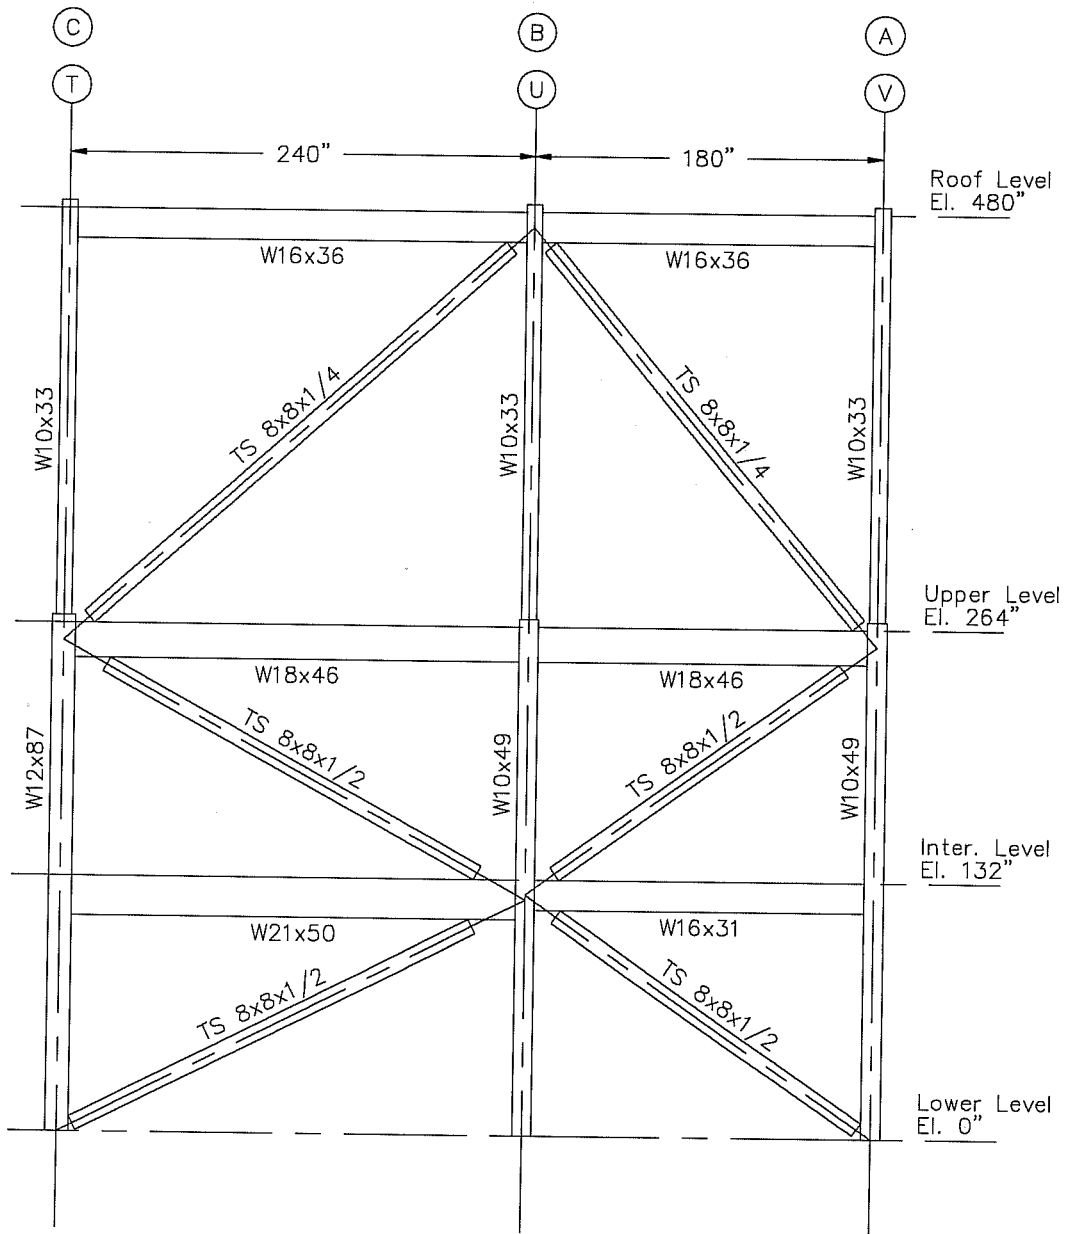 C
B
A
T
U
V
240"
180"
Roof Level
El. 480"
W16x36
W16x36
TS 8x8x1/4
TS 8x8x1/4
W10x33
W10x33
W10x33
Upper Level
El. 264"
W18x46
W18x46
TS 8x8x1/2
TS 8x8x1/2
W12x87
W10x49
W10x49
Inter. Level
El. 132"
W21x50
W16x31
TS 8x8x1/2
TS 8x8x1/2
Lower Level
El. 0"